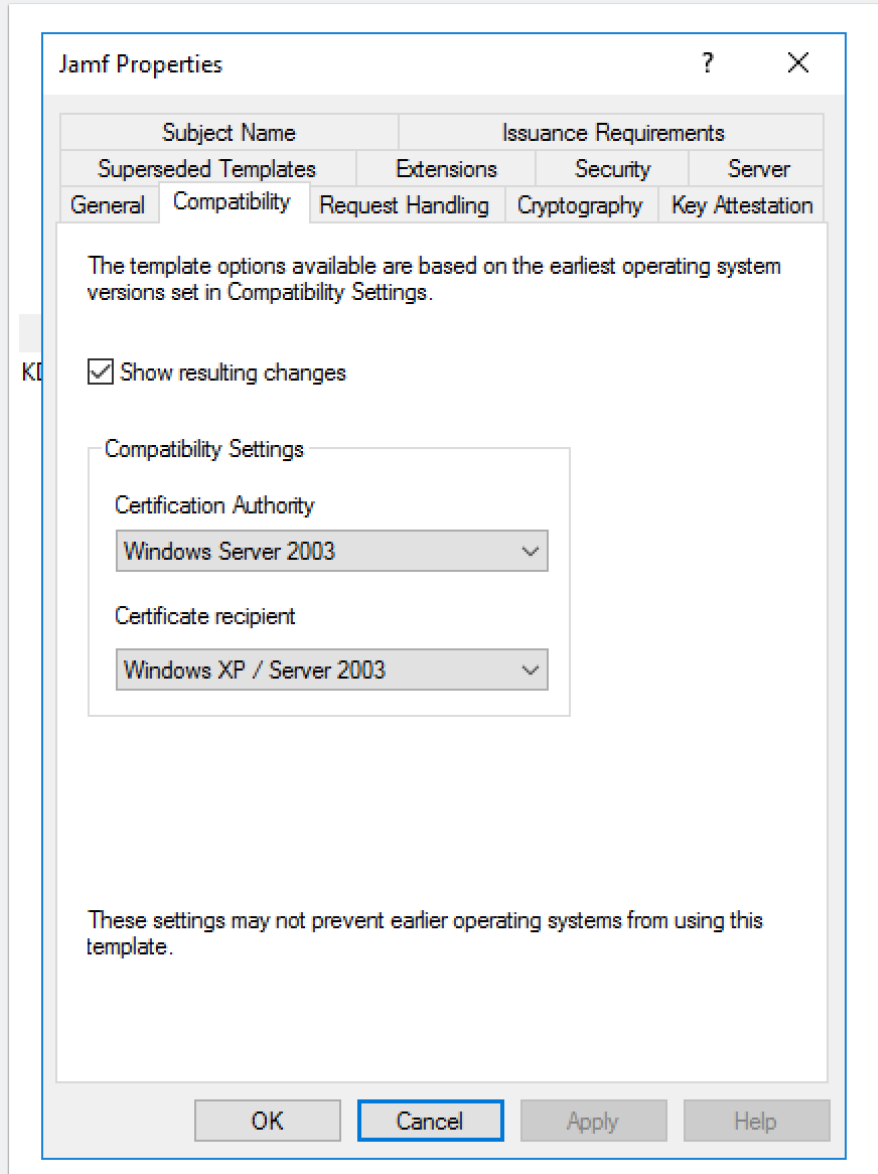 Jamf Properties
?
Subject Name
Issuance Requirements
Superseded Templates
Extensions
Security
Server
General
Compatibility
Request Handling
Cryptography
Key Attestation
The template options available are based on the earliest operating system
versions set in Compatibility Settings.
Show resulting changes
Compatibility Settings
Certification Authority
Windows Server 2003
Certificate recipient
Windows XP / Server 2003
These settings may not prevent earlier operating systems from using this
template.
OK
Cancel
Apply
Help